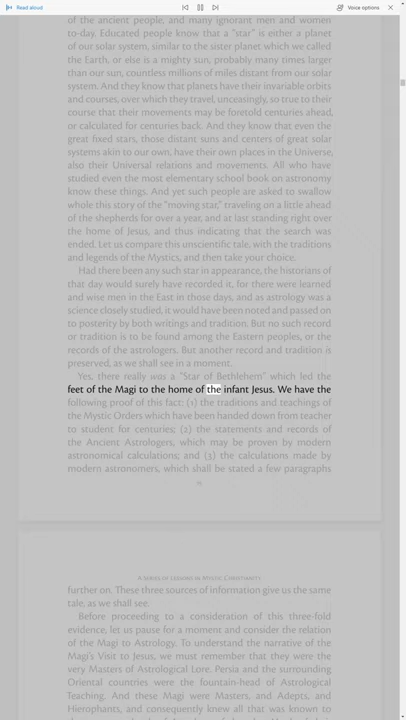 Read aloud
Voice options
of the ancient people, and many ignorant men and women
to-day. Educated people know that a "star" is either a planet
of our solar system, similar to the sister planet which we called
the Earth, or else is a mighty sun, probably many times larger
than our sun, countless millions of miles distant from our solar
system. And they know that planets have their invariable orbits
and courses, over which they travel, unceasingly, so true to their
course that their movements may be foretold centuries ahead,
or calculated for centuries back. And they know that even the
great fixed stars, those distant suns and centers of great solar
systems akin to our own, have their own places in the Universe,
also their Universal relations and movements. All who have
studied even the most elementary school book on astronomy
know these things. And yet such people are asked to swallow
whole this story of the "moving star," traveling on a little ahead
of the shepherds for over a year, and at last standing right over
the home of Jesus, and thus indicating that the search was
ended. Let us compare this unscientific tale, with the traditions
and legends of the Mystics, and then take your choice.
Had there been any such star in appearance, the historians of
that day would surely have recorded it, for there were learned
and wise men in the East in those days, and as astrology was a
science closely studied, it would have been noted and passed on
to posterity by both writings and tradition. But no such record
or tradition is to be found among the Eastern peoples, or the
records of the astrologers. But another record and tradition is
preserved, as we shall see in a moment.
Yes, there really was a "Star of Bethlehem" which led the
feet of the Magi to the home of the infant Jesus. We have the
following proof of this fact: (1) the traditions and teachings of
the Mystic Orders which have been handed down from teacher
to student for centuries; (2) the statements and records of
the Ancient Astrologers, which may be proven by modern
astronomical calculations; and (3) the calculations made by
modern astronomers, which shall be stated a few paragraphs
A Series of Lessons in Mystic Christianity
further on. These three sources of information give us the same
tale, as we shall see.
Before proceeding to a consideration of this three-fold
evidence, let us pause for a moment and consider the relation
of the Magi to Astrology. To understand the narrative of the
Magi's Visit to Jesus, we must remember that they were the
very Masters of Astrological Lore. Persia and the surrounding
Oriental countries were the fountain-head of Astrological
Teaching. And these Magi were Masters, and Adepts, and
Hierophants, and consequently knew all that was known to